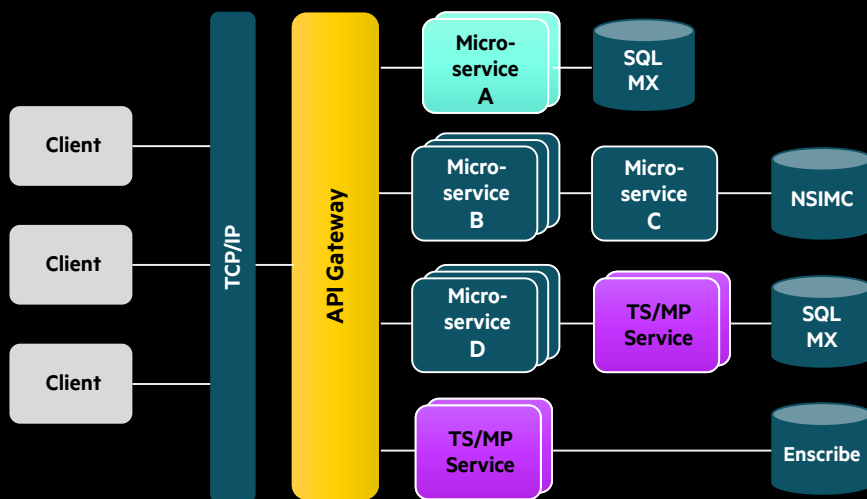 Client
Client
Client
TCP/IP
API Gateway
Micro-
service
A
SQL
MX
Micro-
service
B
Micro-
service
C
NSIMC
Micro-
service
D
TS/MP
Service
SQL
MX
TS/MP
Service
Enscribe